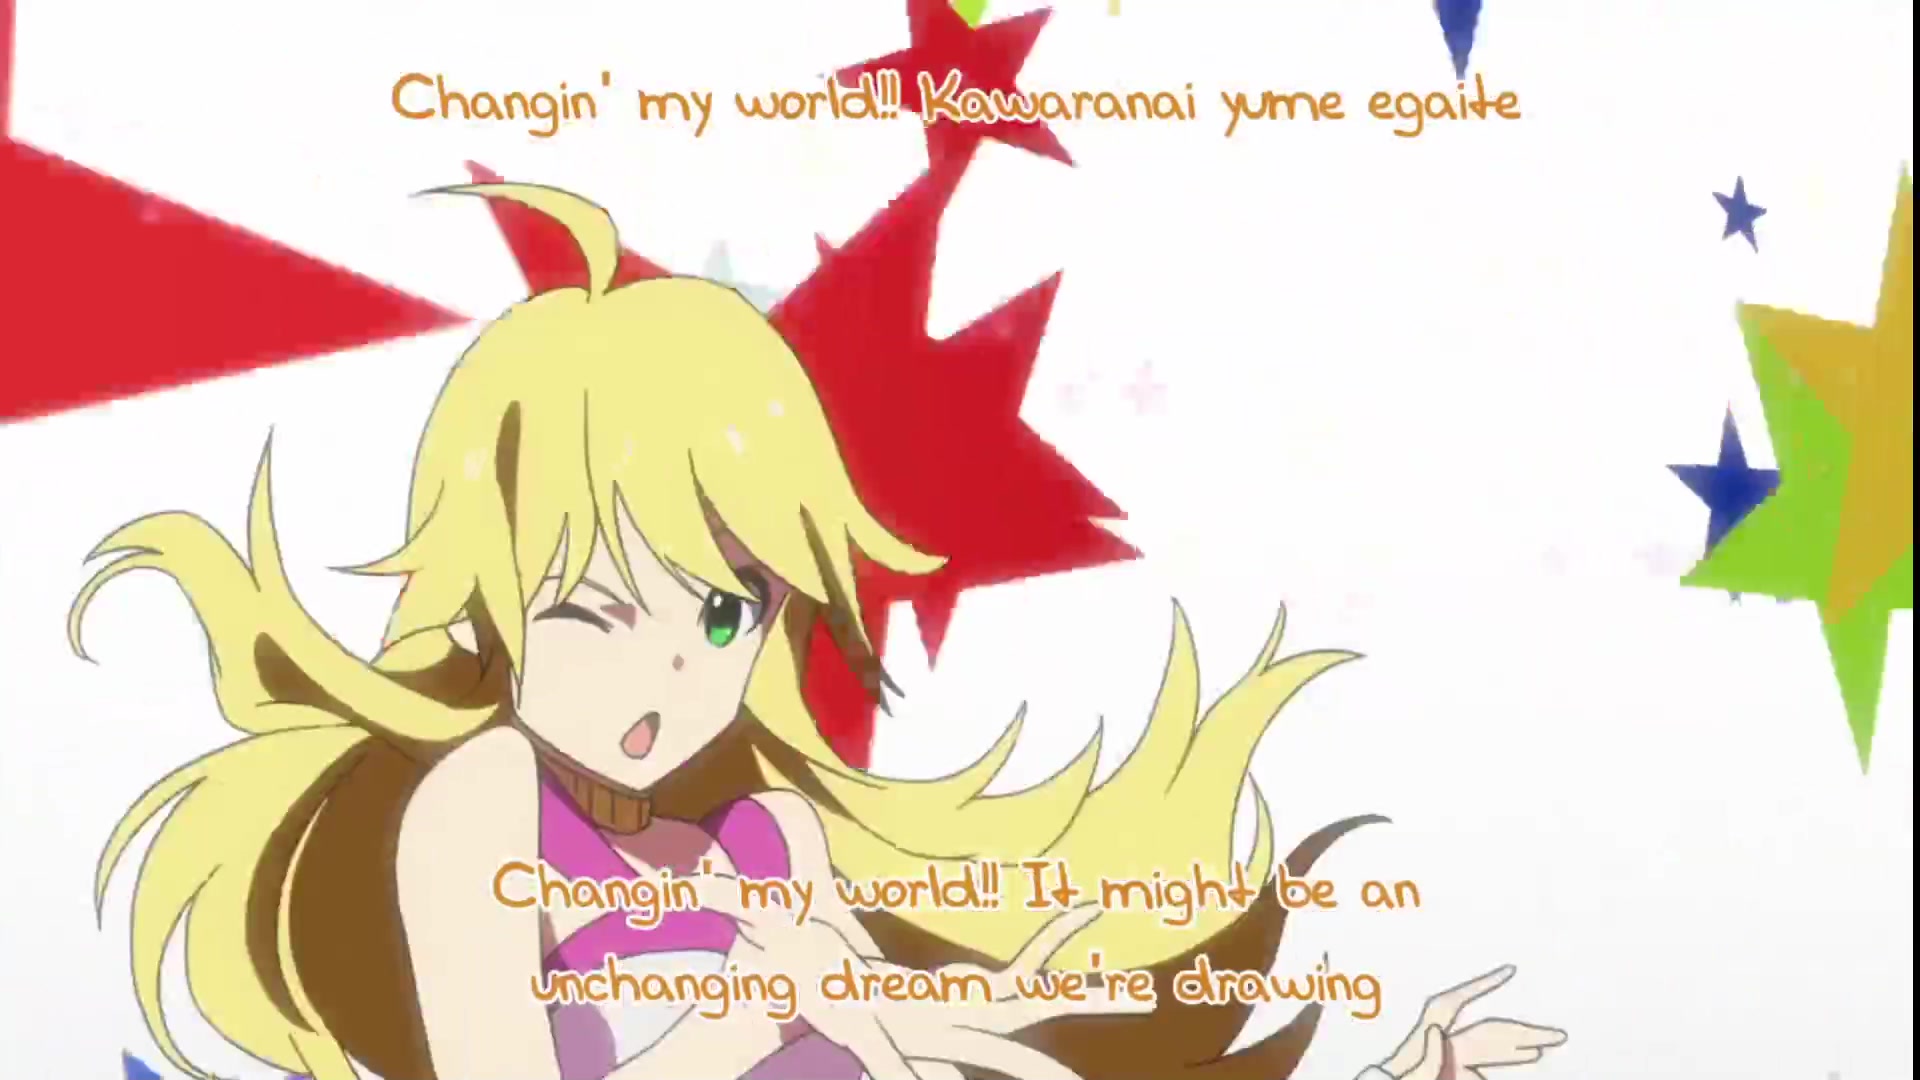 Changin' my world!! Kawaranai yume egaite
Changin' my world!! It might be an
unchanging dream we're drawing